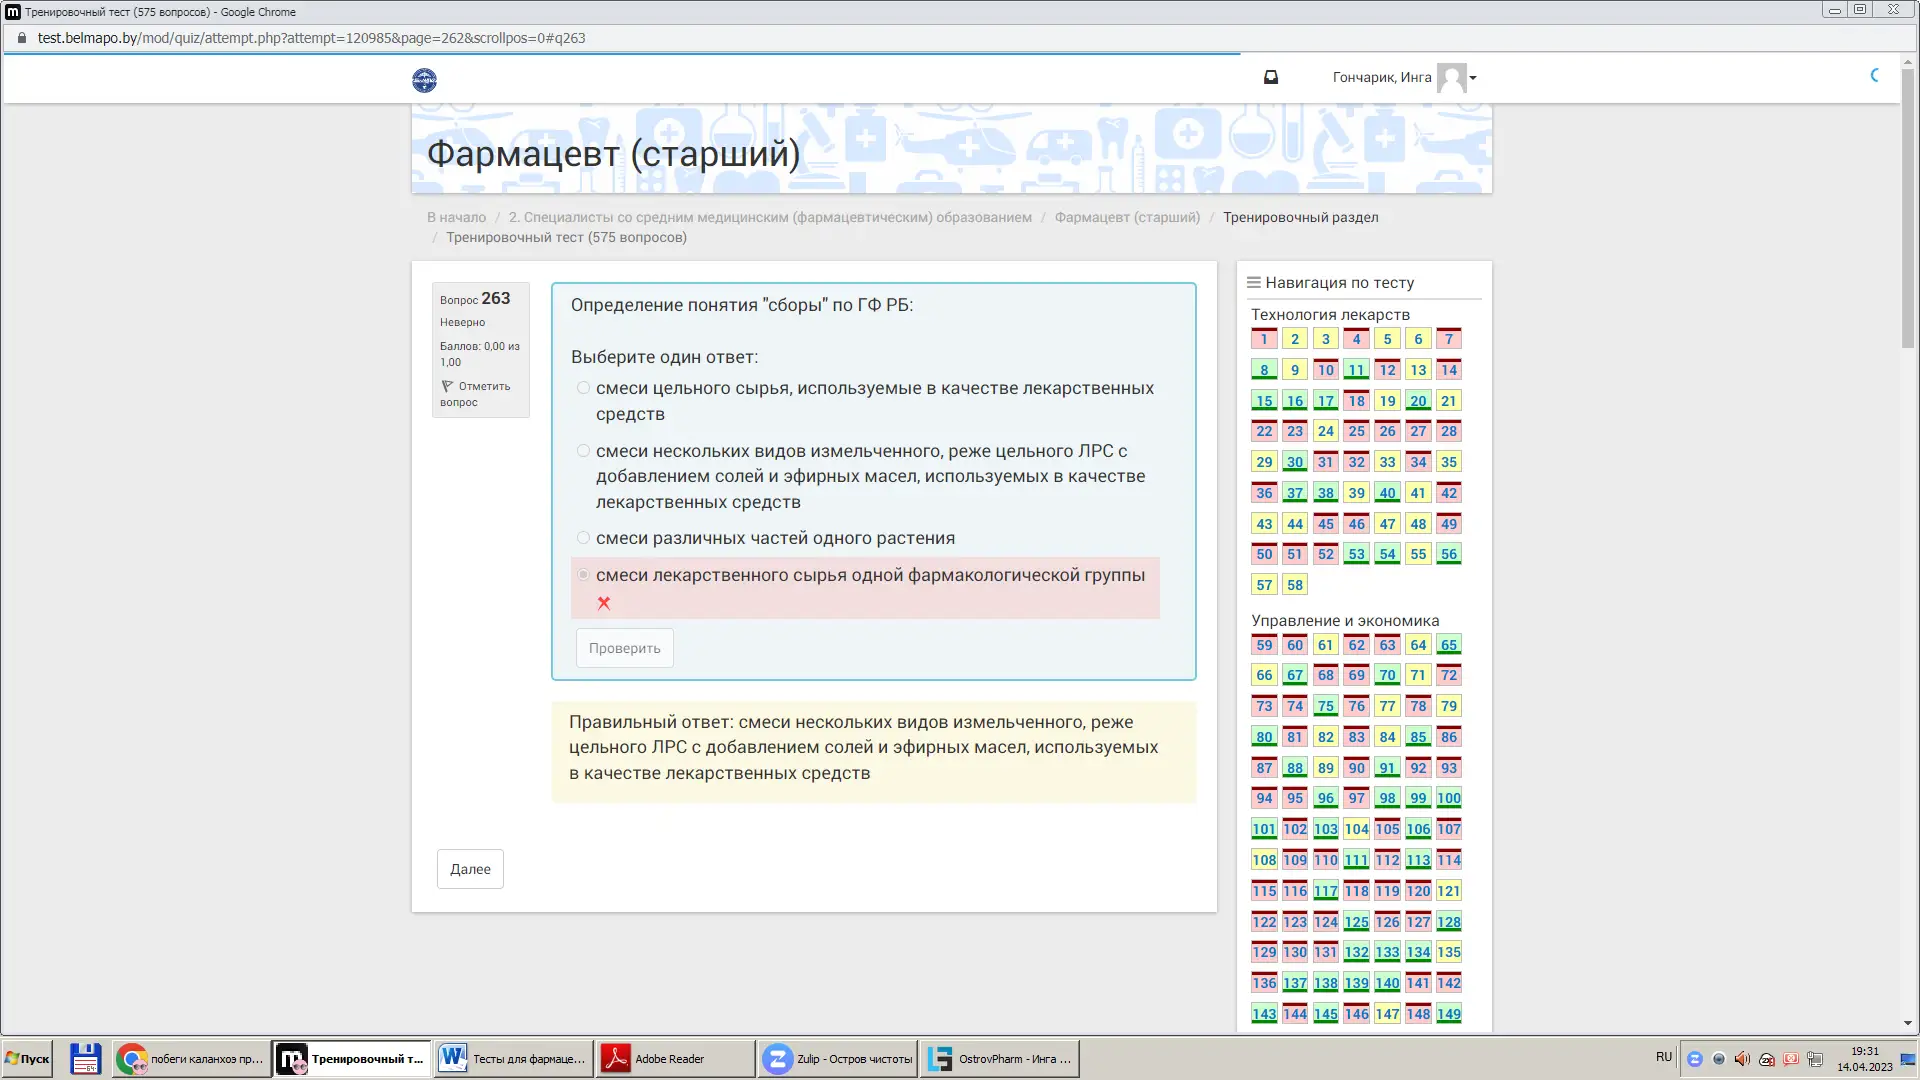 Тренировочный тест (575 вопросов) - Google Chrome
test.belmapo.by/mod/quiz/attempt.php?attempt=120985&page=262&scrollpos=0#q263
Гончарик, Инга
Фармацевт (старший)
В начало / 2. Специалисты со средним медицинским (фармацевтическим) образованием / Фармацевт (старший) / Тренировочный раздел
/ Тренировочный тест (575 вопросов)
Вопрос 263
Неверно
Баллов: 0,00 из
1,00
Отметить
вопрос
Определение понятия "сборы" по ГФ РБ:
Выберите один ответ:
смеси цельного сырья, используемые в качестве лекарственных
средств
смеси нескольких видов измельченного, реже цельного ЛРС с
добавлением солей и эфирных масел, используемых в качестве
лекарственных средств
смеси различных частей одного растения
смеси лекарственного сырья одной фармакологической группы
Проверить
Правильный ответ: смеси нескольких видов измельченного, реже
цельного ЛРС с добавлением солей и эфирных масел, используемых
в качестве лекарственных средств
Далее
Навигация по тесту
Технология лекарств
1 2 3 4 5 6 7
8 9 10 11 12 13 14
15 16 17 18 19 20 21
22 23 24 25 26 27 28
29 30 31 32 33 34 35
36 37 38 39 40 41 42
43 44 45 46 47 48 49
50 51 52 53 54 55 56
57 58
Управление и экономика
59 60 61 62 63 64 65
66 67 68 69 70 71 72
73 74 75 76 77 78 79
80 81 82 83 84 85 86
87 88 89 90 91 92 93
94 95 96 97 98 99 100
101 102 103 104 105 106 107
108 109 110 111 112 113 114
115 116 117 118 119 120 121
122 123 124 125 126 127 128
129 130 131 132 133 134 135
136 137 138 139 140 141 142
143 144 145 146 147 148 149
Пуск
побеги каланхоэ пр...
Тренировочный т...
Тесты для фармаце...
Adobe Reader
Zulip - Остров чистоты
OstrovPharm - Инга ...
RU
19:31
14.04.2023